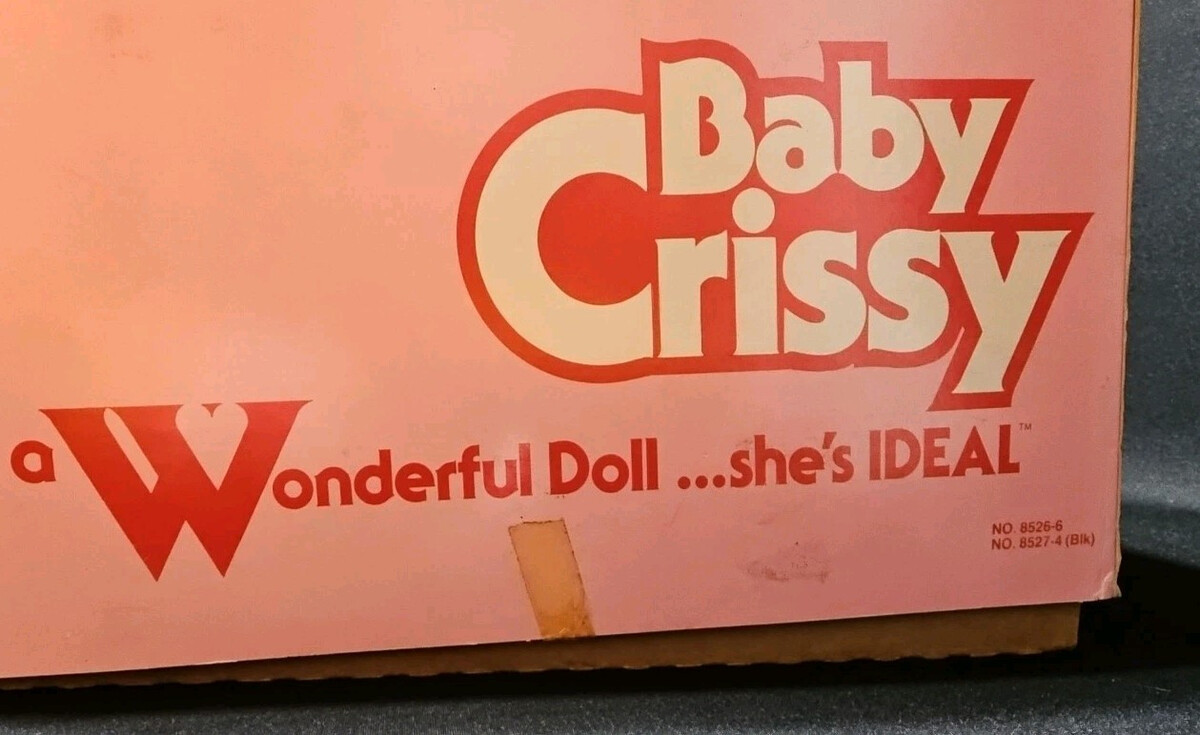 Baby
Crissy
a Wonderful Doll ...she's IDEAL™
NO. 8526-6
NO. 8527-4 (Blk)